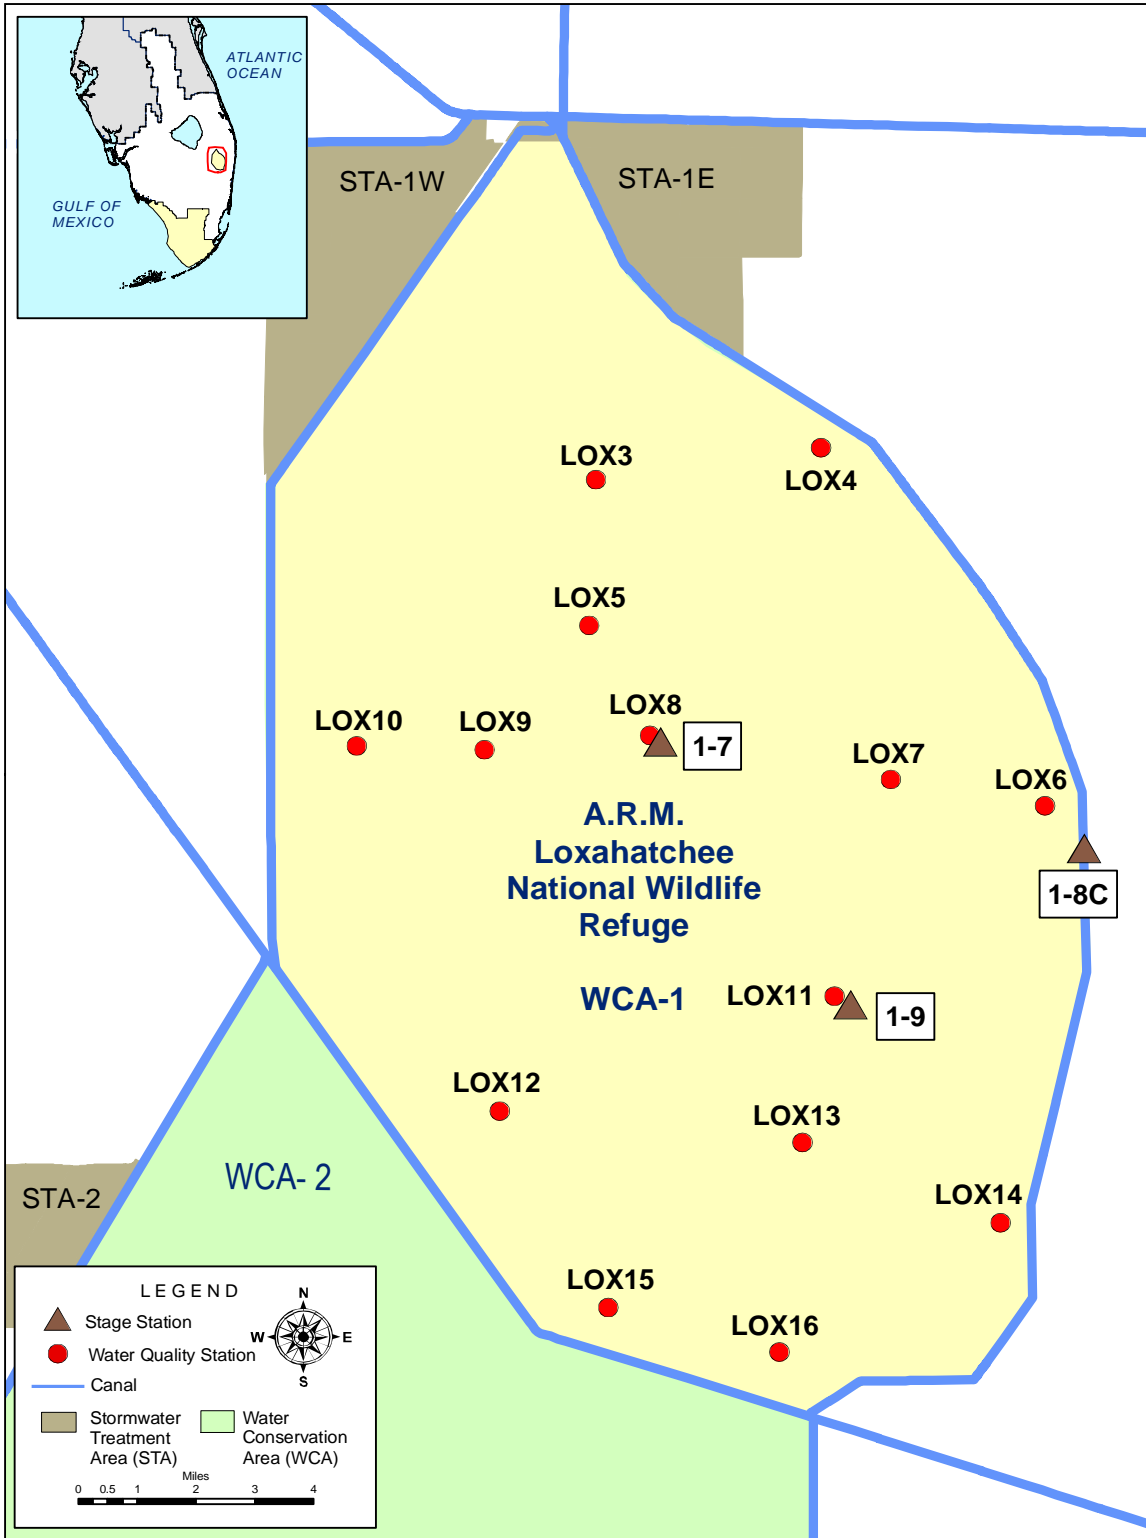 ATLANTIC
OCEAN
GULF OF
MEXICO
STA-1W
STA-1E
LOX3
LOX4
LOX5
LOX10
LOX9
LOX8
1-7
LOX7
LOX6
A.R.M.
Loxahatchee
National Wildlife
Refuge
1-8C
WCA-1
LOX11
1-9
LOX12
LOX13
WCA- 2
STA-2
LOX14
LOX15
LOX16
LEGEND
N
W
E
S
Stage Station
Water Quality Station
Canal
Stormwater
Treatment
Area (STA)
Water
Conservation
Area (WCA)
Miles
0 0.5 1 2 3 4